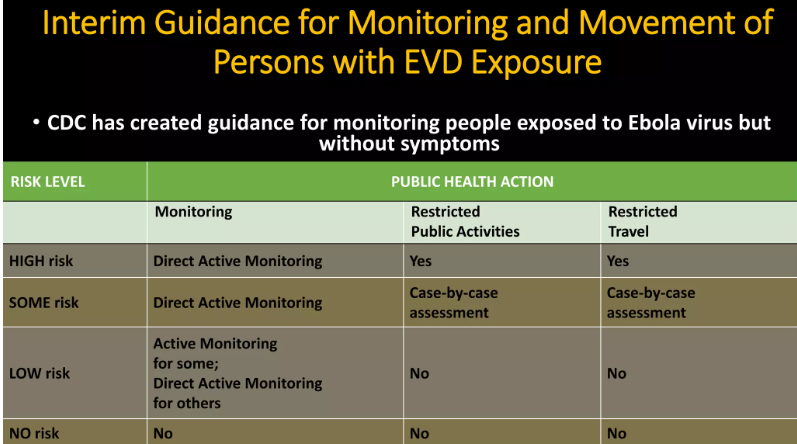 Interim Guidance for Monitoring and Movement of
Persons with EVD Exposure
• CDC has created guidance for monitoring people exposed to Ebola virus but
without symptoms
RISK LEVEL PUBLIC HEALTH ACTION
Monitoring Restricted Restricted
Public Activities Travel
HIGH risk Direct Active Monitoring Yes Yes
SOME risk Direct Active Monitoring Case-by-case Case-by-case
assessment assessment
Active Monitoring
for some;
LOW risk Direct Active Monitoring No No
for others
NO risk No No No